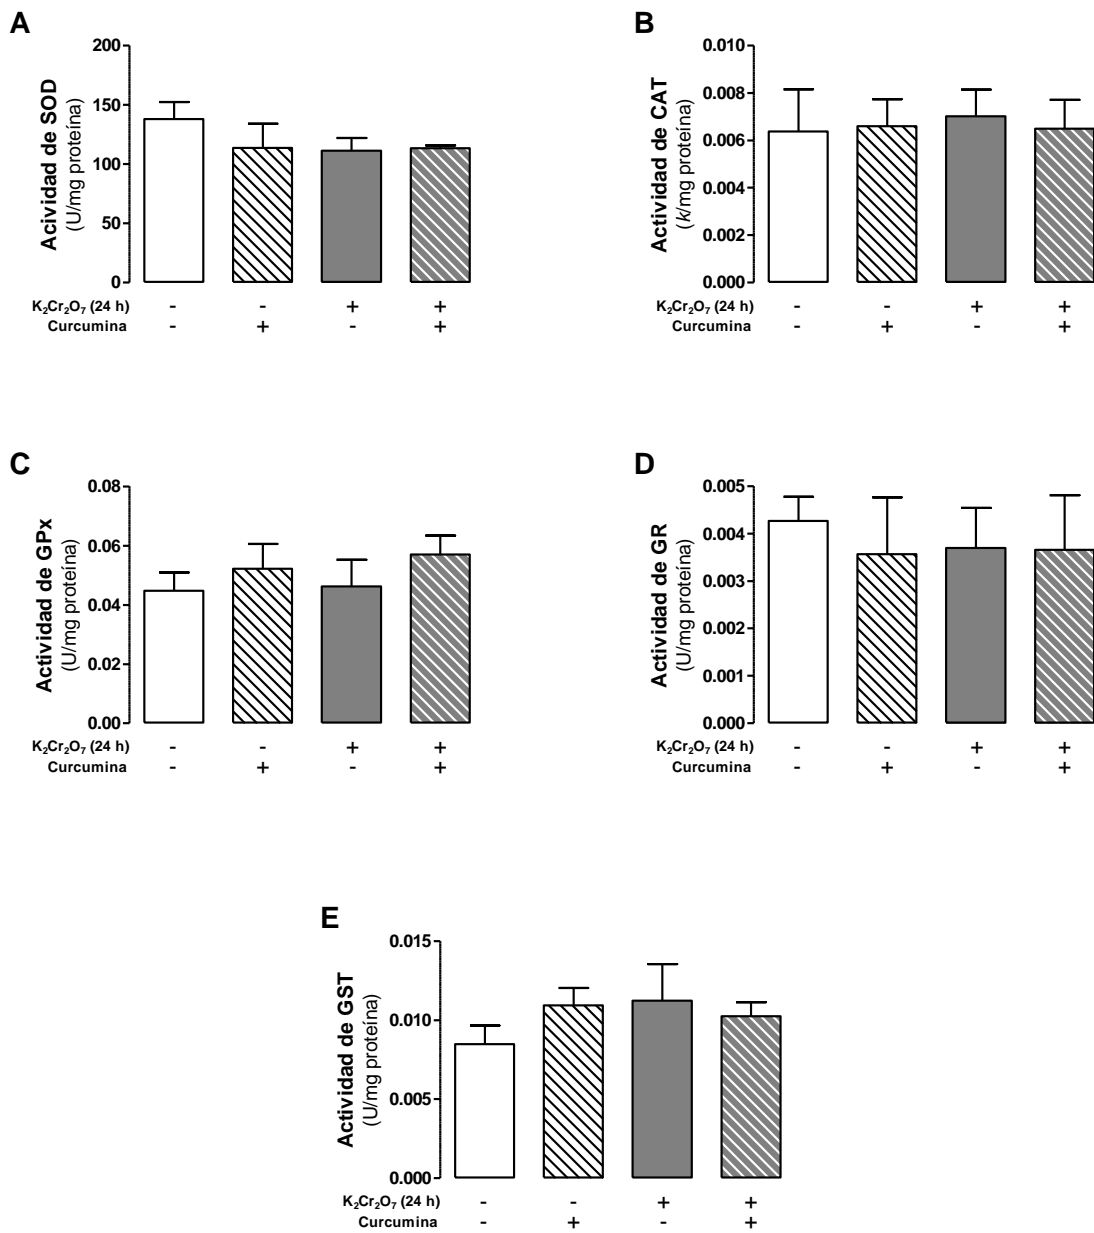 A
Acividad de SOD
(U/mg proteína)
200
150
100
50
0
K₂Cr₂O₇ (24 h) - - + +
Curcumina - + - +
B
Actividad de CAT
(k/mg proteína)
0.010
0.008
0.006
0.004
0.002
0.000
K₂Cr₂O₇ (24 h) - - + +
Curcumina - + - +
C
Actividad de GPx
(U/mg proteína)
0.08
0.06
0.04
0.02
0.00
K₂Cr₂O₇ (24 h) - - + +
Curcumina - + - +
D
Actividad de GR
(U/mg proteína)
0.005
0.004
0.003
0.002
0.001
0.000
K₂Cr₂O₇ (24 h) - - + +
Curcumina - + - +
E
Actividad de GST
(U/mg proteína)
0.015
0.010
0.005
0.000
K₂Cr₂O₇ (24 h) - - + +
Curcumina - + - +